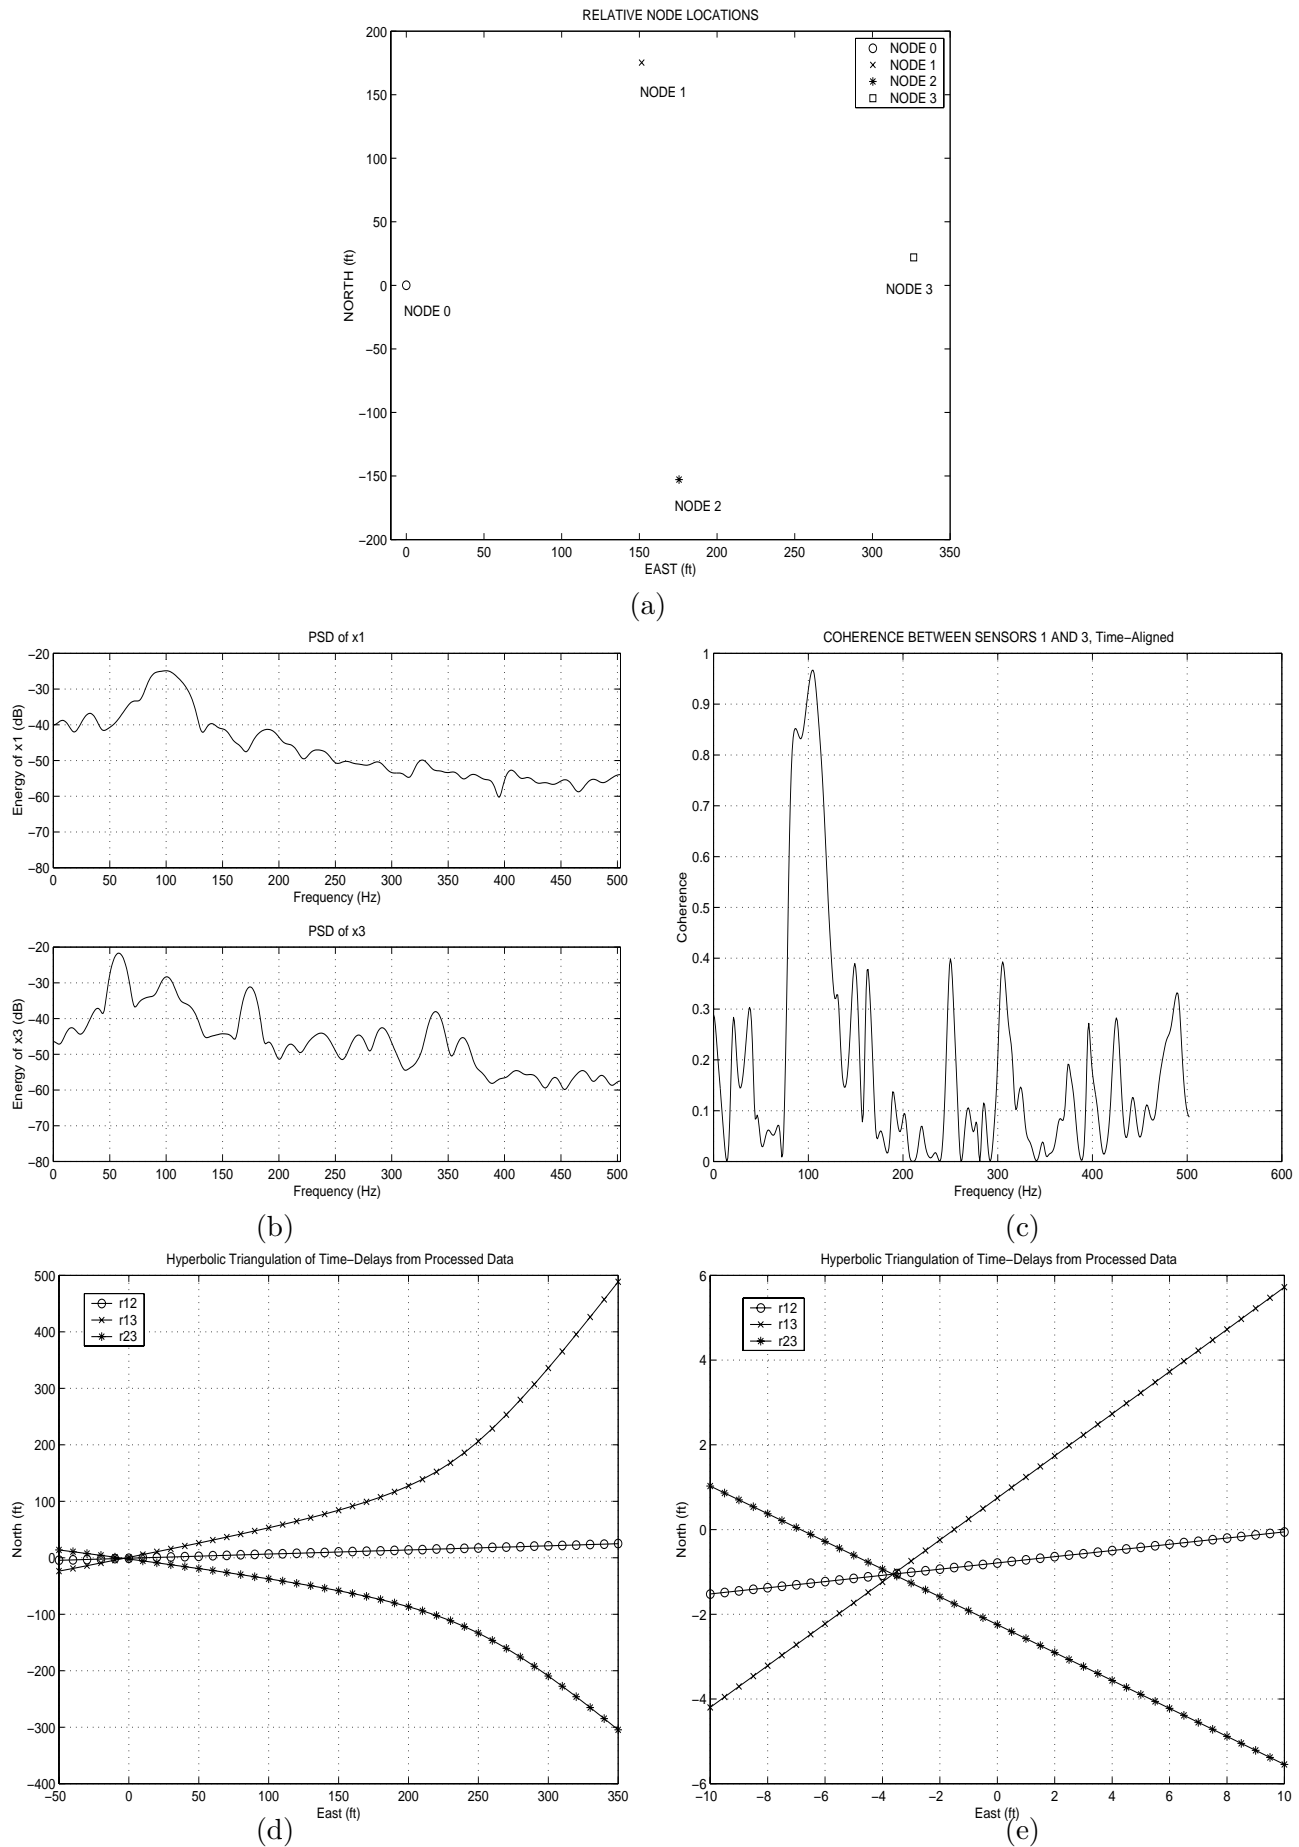 RELATIVE NODE LOCATIONS
200
150
100
50
0
−50
−100
−150
−200
NORTH (ft)
NODE 0
NODE 1
NODE 2
NODE 3
NODE 1
NODE 0
NODE 3
NODE 2
0 50 100 150 200 250 300 350
EAST (ft)
(a)
PSD of x1
−20
−30
−40
−50
−60
−70
−80
Energy of x1 (dB)
0 50 100 150 200 250 300 350 400 450 500
Frequency (Hz)
PSD of x3
−20
−30
−40
−50
−60
−70
−80
Energy of x3 (dB)
0 50 100 150 200 250 300 350 400 450 500
Frequency (Hz)
(b)
COHERENCE BETWEEN SENSORS 1 AND 3, Time−Aligned
1
0.9
0.8
0.7
0.6
0.5
0.4
0.3
0.2
0.1
0
Coherence
0 100 200 300 400 500 600
Frequency (Hz)
(c)
Hyperbolic Triangulation of Time−Delays from Processed Data
500
400
300
200
100
0
−100
−200
−300
−400
North (ft)
r12
r13
r23
−50 0 50 100 150 200 250 300 350
East (ft)
(d)
Hyperbolic Triangulation of Time−Delays from Processed Data
6
4
2
0
−2
−4
−6
North (ft)
r12
r13
r23
−10 −8 −6 −4 −2 0 2 4 6 8 10
East (ft)
(e)